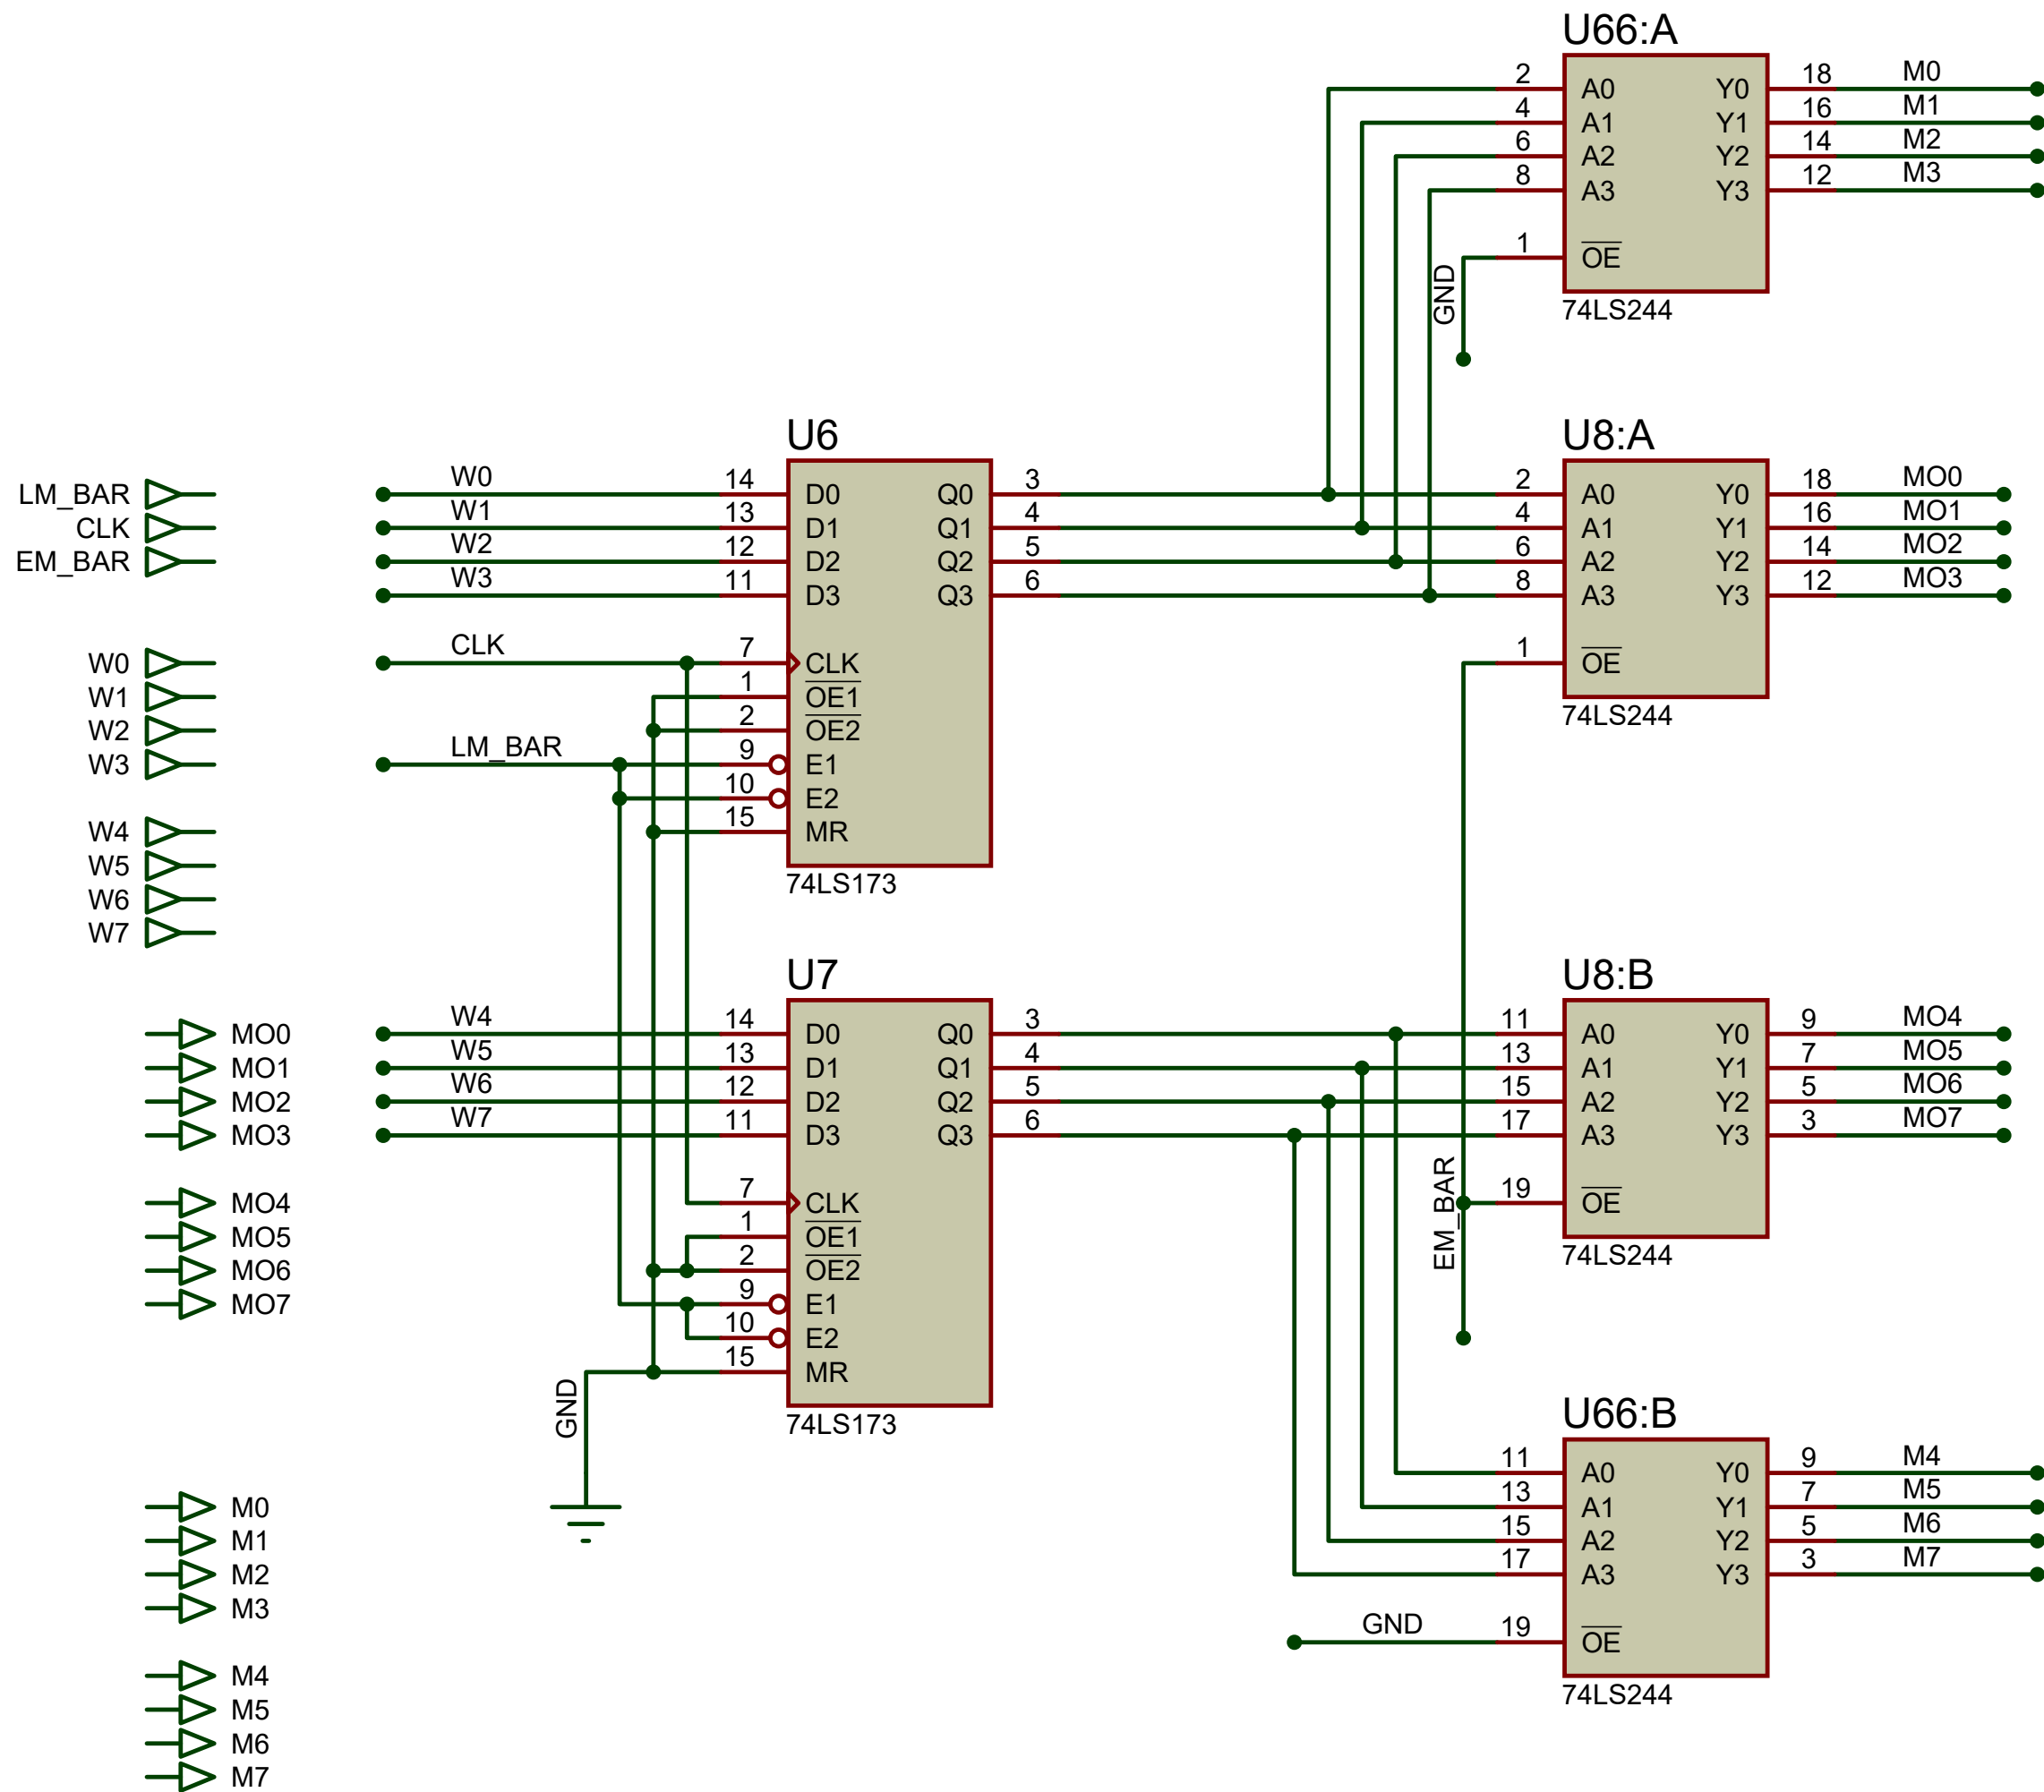 U66:A
2 A0 Y0 18 M0
4 A1 Y1 16 M1
6 A2 Y2 14 M2
8 A3 Y3 12 M3
1 OE
GND
74LS244
LM_BAR
CLK
EM_BAR
W0
W1
W2
W3
W4
W5
W6
W7
MO0
MO1
MO2
MO3
MO4
MO5
MO6
MO7
M0
M1
M2
M3
M4
M5
M6
M7
U6
W0 14 D0 Q0 3
W1 13 D1 Q1 4
W2 12 D2 Q2 5
W3 11 D3 Q3 6
CLK 7 CLK
1 OE1
2 OE2
LM_BAR 9 E1
10 E2
15 MR
74LS173
U8:A
2 A0 Y0 18 MO0
4 A1 Y1 16 MO1
6 A2 Y2 14 MO2
8 A3 Y3 12 MO3
1 OE
74LS244
U7
W4 14 D0 Q0 3
W5 13 D1 Q1 4
W6 12 D2 Q2 5
W7 11 D3 Q3 6
7 CLK
1 OE1
2 OE2
9 E1
10 E2
15 MR
GND
74LS173
U8:B
11 A0 Y0 9 MO4
13 A1 Y1 7 MO5
15 A2 Y2 5 MO6
17 A3 Y3 3 MO7
19 OE
EM_BAR
74LS244
U66:B
11 A0 Y0 9 M4
13 A1 Y1 7 M5
15 A2 Y2 5 M6
17 A3 Y3 3 M7
GND 19 OE
74LS244